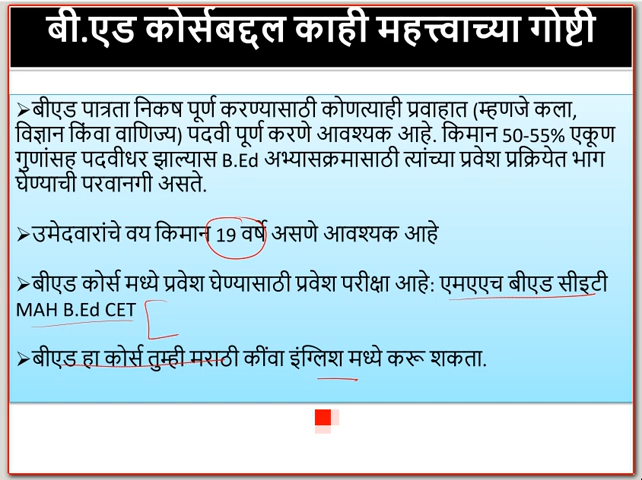 बी.एड कोर्सबद्दल काही महत्त्वाच्या गोष्टी
➢बीएड पात्रता निकष पूर्ण करण्यासाठी कोणत्याही प्रवाहात (म्हणजे कला,
विज्ञान किंवा वाणिज्य) पदवी पूर्ण करणे आवश्यक आहे. किमान 50-55% एकूण
गुणांसह पदवीधर झाल्यास B.Ed अभ्यासक्रमासाठी त्यांच्या प्रवेश प्रक्रियेत भाग
घेण्याची परवानगी असते.
➢उमेदवारांचे वय किमान 19 वर्षे असणे आवश्यक आहे
➢बीएड कोर्स मध्ये प्रवेश घेण्यासाठी प्रवेश परीक्षा आहे: एमएएच बीएड सीइटी
MAH B.Ed CET
➢बीएड हा कोर्स तुम्ही मराठी कींवा इंग्लिश मध्ये करू शकता.